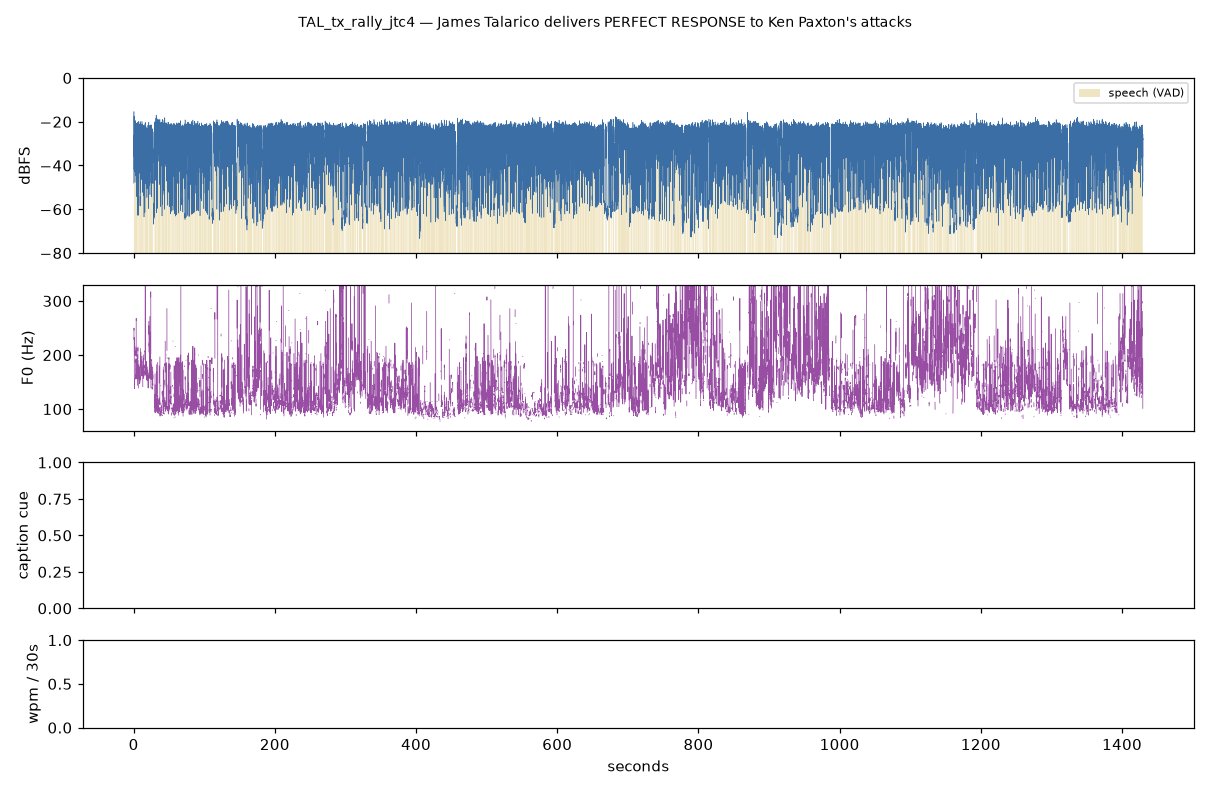 TAL_tx_rally_jtc4 — James Talarico delivers PERFECT RESPONSE to Ken Paxton's attacks
speech (VAD)
0
−20
−40
−60
−80
dBFS
300
200
100
F0 (Hz)
1.00
0.75
0.50
0.25
0.00
caption cue
1.0
0.5
0.0
wpm / 30s
0 200 400 600 800 1000 1200 1400
seconds